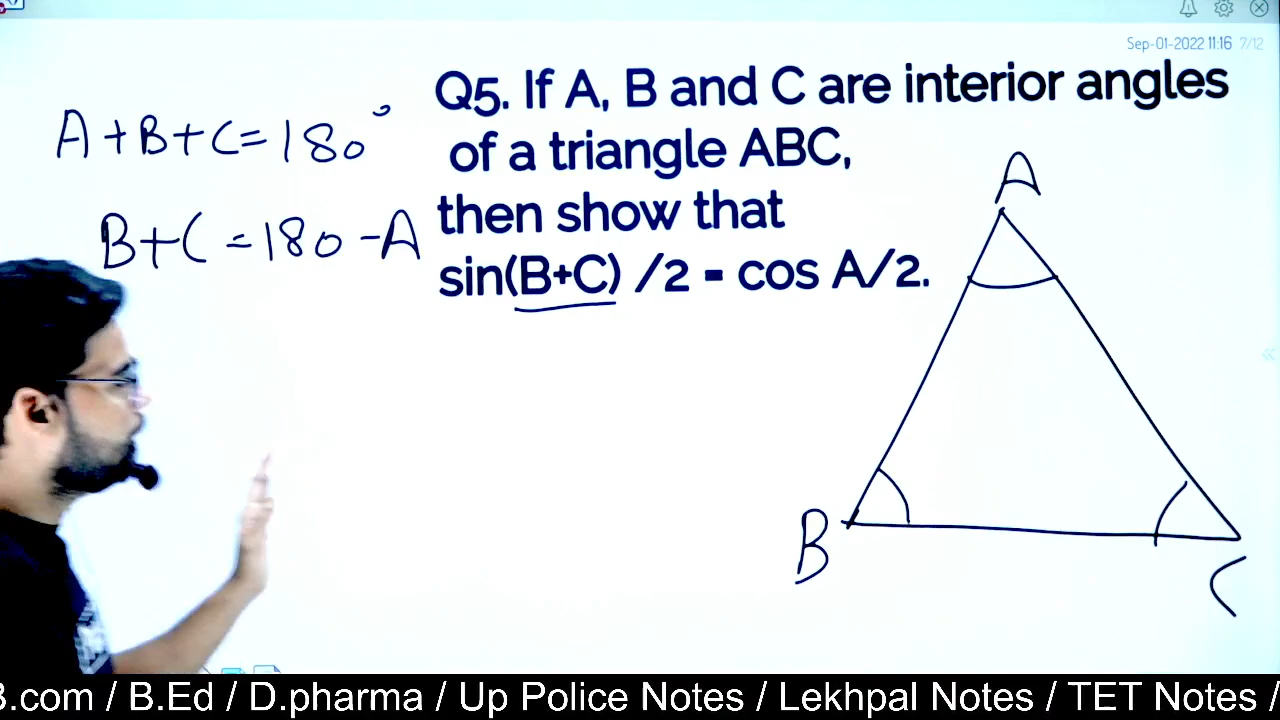 Sep-01-2022 11:16 7/12
Q5. If A, B and C are interior angles
of a triangle ABC,
then show that
sin(B+C) /2 = cos A/2.
A+B+C=180°
B+C=180-A
A
B
C
3.com / B.Ed / D.pharma / Up Police Notes / Lekhpal Notes / TET Notes /